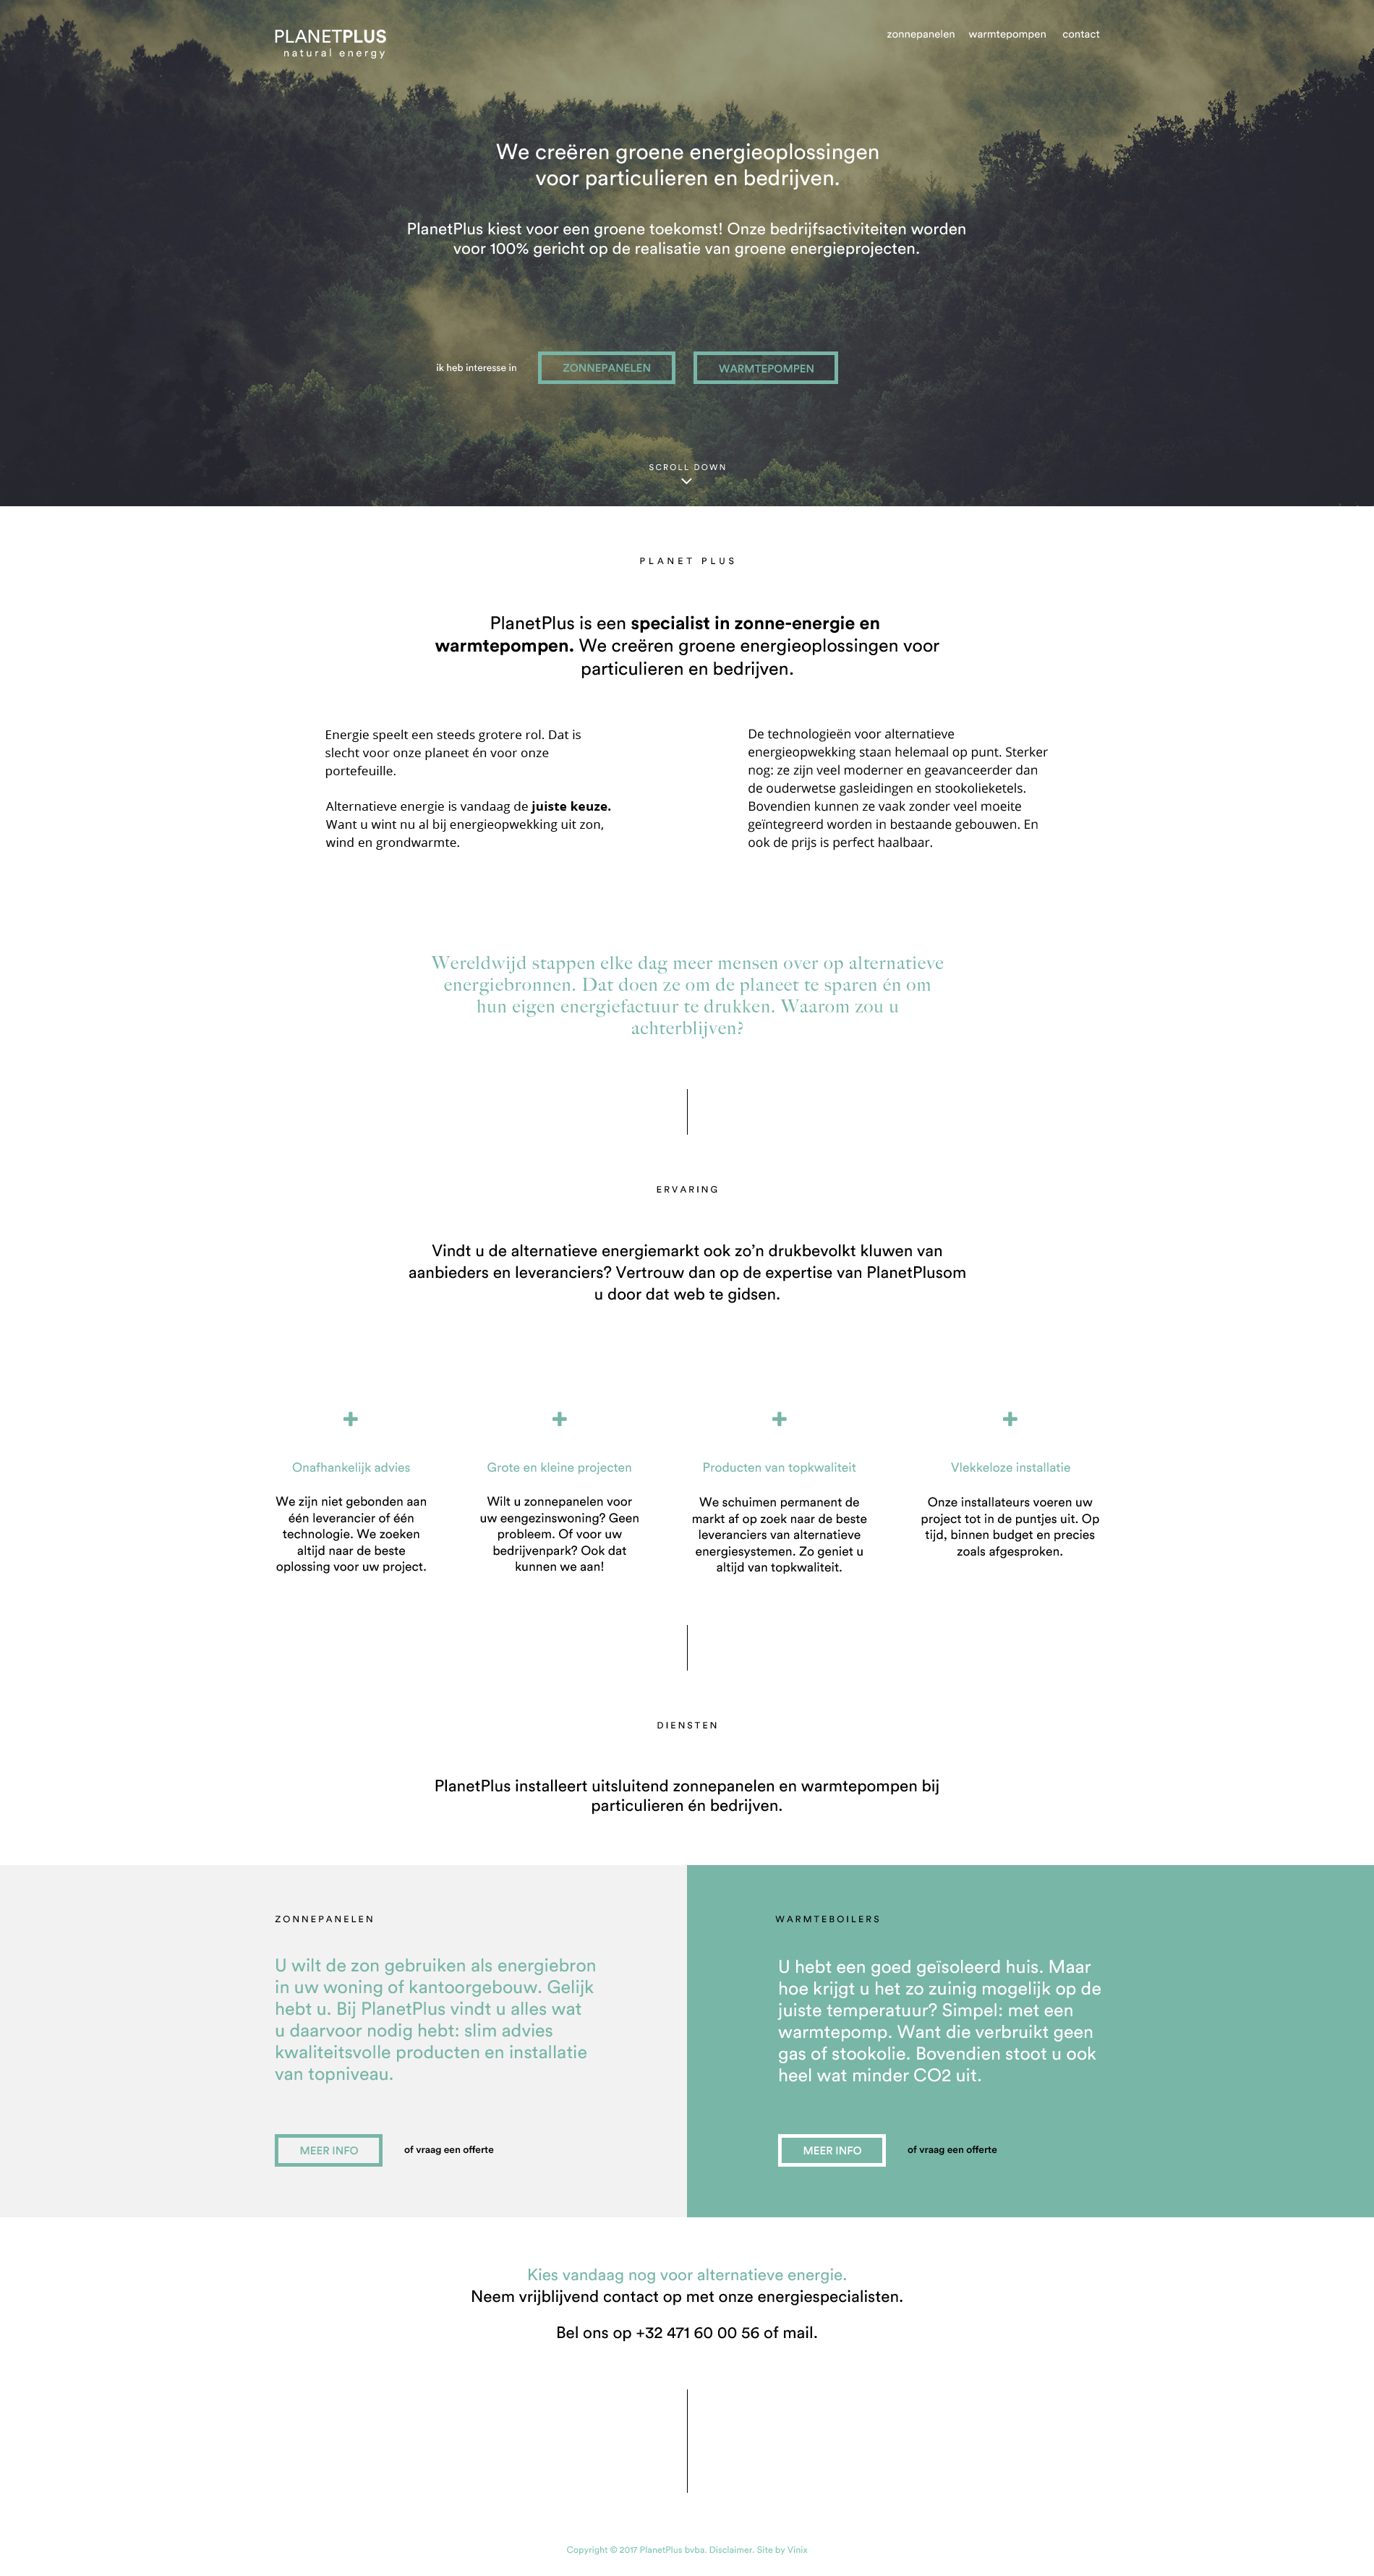 PLANETPLUS
natural energy
zonnepanelen warmtepompen contact
We creëren groene energieoplossingen
voor particulieren en bedrijven.
PlanetPlus kiest voor een groene toekomst! Onze bedrijfsactiviteiten worden
voor 100% gericht op de realisatie van groene energieprojecten.
ik heb interesse in ZONNEPANELEN WARMTEPOMPEN
SCROLL DOWN
PLANET PLUS
PlanetPlus is een specialist in zonne-energie en
warmtepompen. We creëren groene energieoplossingen voor
particulieren en bedrijven.
Energie speelt een steeds grotere rol. Dat is
slecht voor onze planeet én voor onze
portefeuille.
Alternatieve energie is vandaag de juiste keuze.
Want u wint nu al bij energieopwekking uit zon,
wind en grondwarmte.
De technologieën voor alternatieve
energieopwekking staan helemaal op punt. Sterker
nog: ze zijn veel moderner en geavanceerder dan
de ouderwetse gasleidingen en stookolieketels.
Bovendien kunnen ze vaak zonder veel moeite
geïntegreerd worden in bestaande gebouwen. En
ook de prijs is perfect haalbaar.
Wereldwijd stappen elke dag meer mensen over op alternatieve
energiebronnen. Dat doen ze om de planeet te sparen én om
hun eigen energiefactuur te drukken. Waarom zou u
achterblijven?
ERVARING
Vindt u de alternatieve energiemarkt ook zo’n drukbevolkt kluwen van
aanbieders en leveranciers? Vertrouw dan op de expertise van PlanetPlusom
u door dat web te gidsen.
Onafhankelijk advies
We zijn niet gebonden aan
één leverancier of één
technologie. We zoeken
altijd naar de beste
oplossing voor uw project.
Grote en kleine projecten
Wilt u zonnepanelen voor
uw eengezinswoning? Geen
probleem. Of voor uw
bedrijvenpark? Ook dat
kunnen we aan!
Producten van topkwaliteit
We schuimen permanent de
markt af op zoek naar de beste
leveranciers van alternatieve
energiesystemen. Zo geniet u
altijd van topkwaliteit.
Vlekkeloze installatie
Onze installateurs voeren uw
project tot in de puntjes uit. Op
tijd, binnen budget en precies
zoals afgesproken.
DIENSTEN
PlanetPlus installeert uitsluitend zonnepanelen en warmtepompen bij
particulieren én bedrijven.
ZONNEPANELEN
U wilt de zon gebruiken als energiebron
in uw woning of kantoorgebouw. Gelijk
hebt u. Bij PlanetPlus vindt u alles wat
u daarvoor nodig hebt: slim advies
kwaliteitsvolle producten en installatie
van topniveau.
MEER INFO of vraag een offerte
WARMTEBOILERS
U hebt een goed geïsoleerd huis. Maar
hoe krijgt u het zo zuinig mogelijk op de
juiste temperatuur? Simpel: met een
warmtepomp. Want die verbruikt geen
gas of stookolie. Bovendien stoot u ook
heel wat minder CO2 uit.
MEER INFO of vraag een offerte
Kies vandaag nog voor alternatieve energie.
Neem vrijblijvend contact op met onze energiespecialisten.
Bel ons op +32 471 60 00 56 of mail.
Copyright © 2017 PlanetPlus bvba. Disclaimer. Site by Vinix